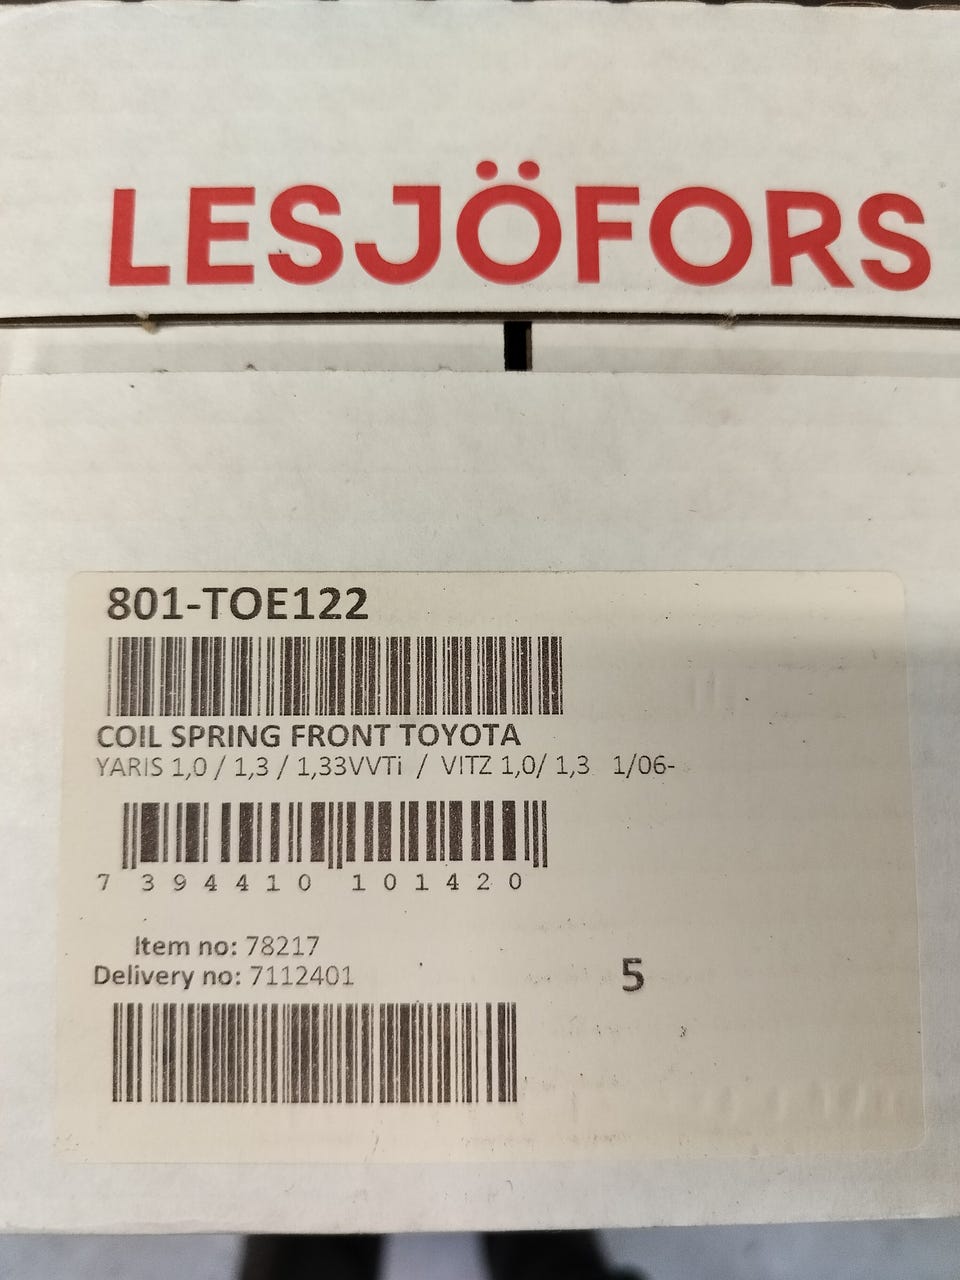 LESJÖFORS
801-TOE122
COIL SPRING FRONT TOYOTA
YARIS 1,0 / 1,3 / 1,33VVTi / VITZ 1,0/ 1,3 1/06-
7 394410 101420
Item no: 78217
Delivery no: 7112401
5